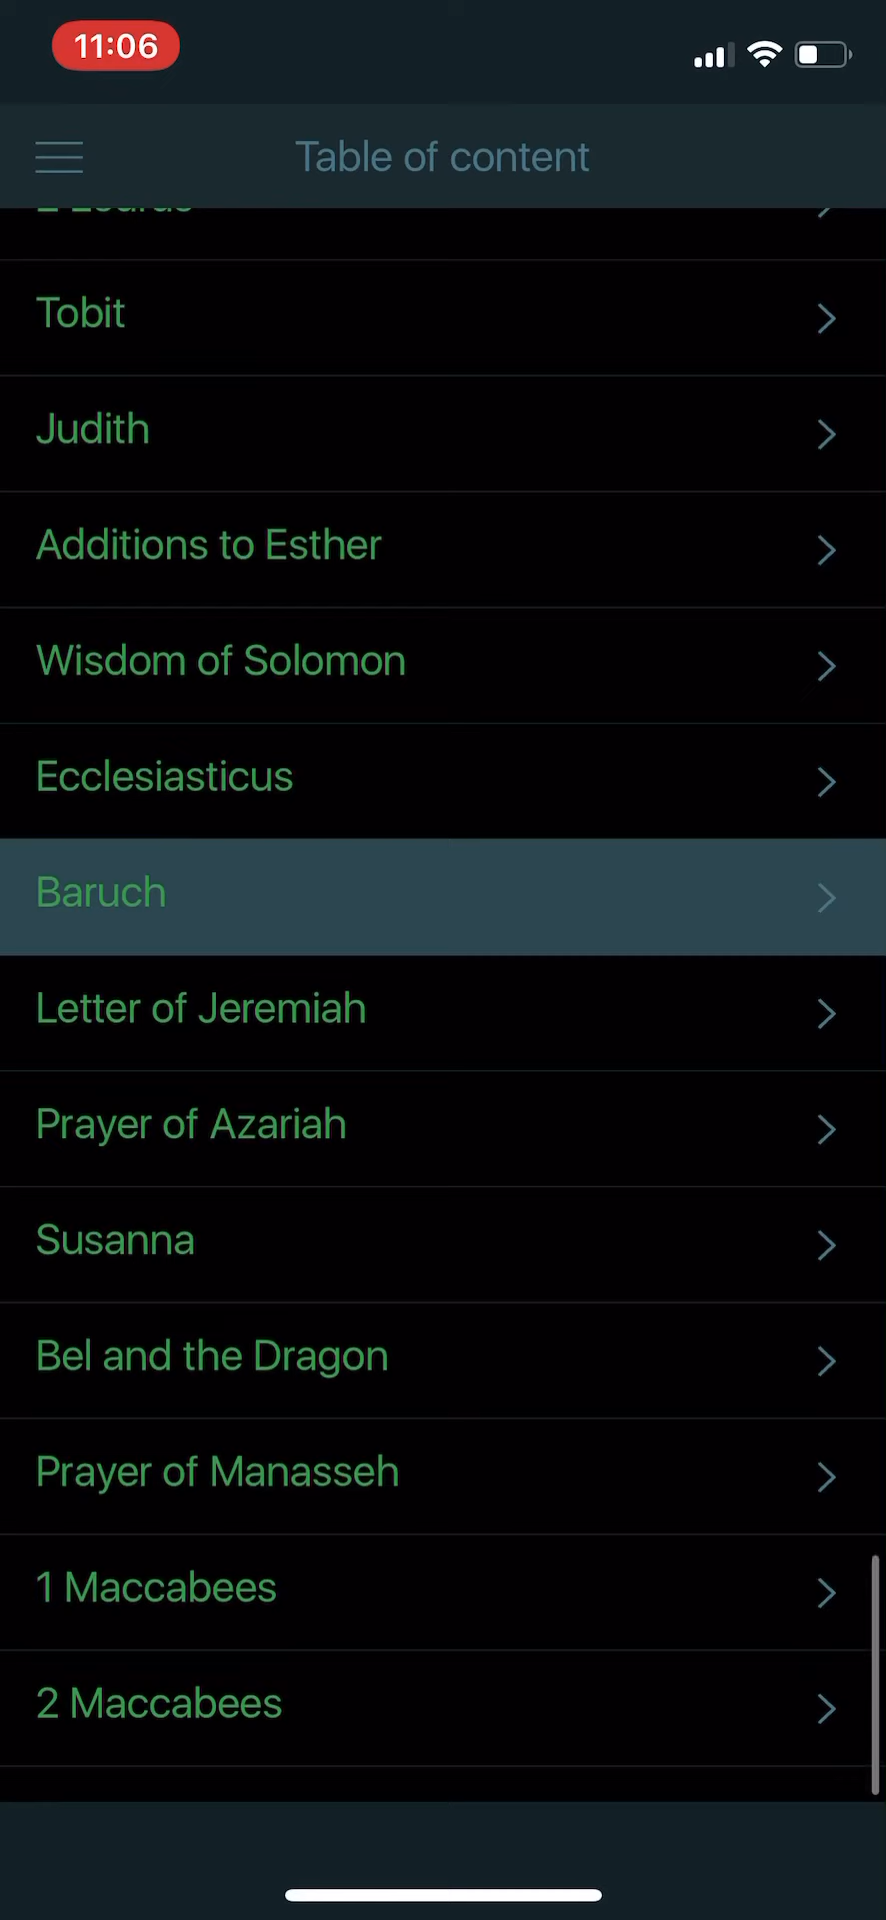 11:06
Table of content
Tobit
Judith
Additions to Esther
Wisdom of Solomon
Ecclesiasticus
Baruch
Letter of Jeremiah
Prayer of Azariah
Susanna
Bel and the Dragon
Prayer of Manasseh
1 Maccabees
2 Maccabees